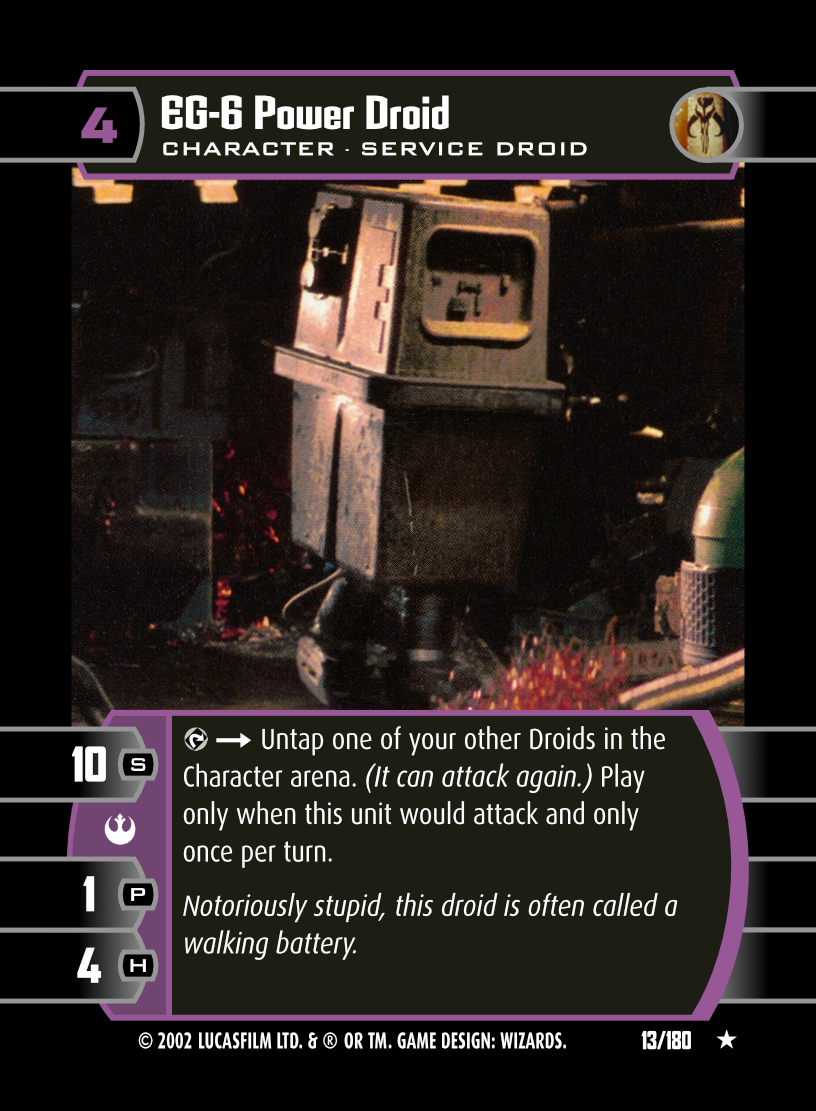 4
EG-6 Power Droid
CHARACTER · SERVICE DROID
10 S
1 P
4 H
→ Untap one of your other Droids in the
Character arena. (It can attack again.) Play
only when this unit would attack and only
once per turn.
Notoriously stupid, this droid is often called a
walking battery.
© 2002 LUCASFILM LTD. & ® OR TM. GAME DESIGN: WIZARDS. 13/180 ★